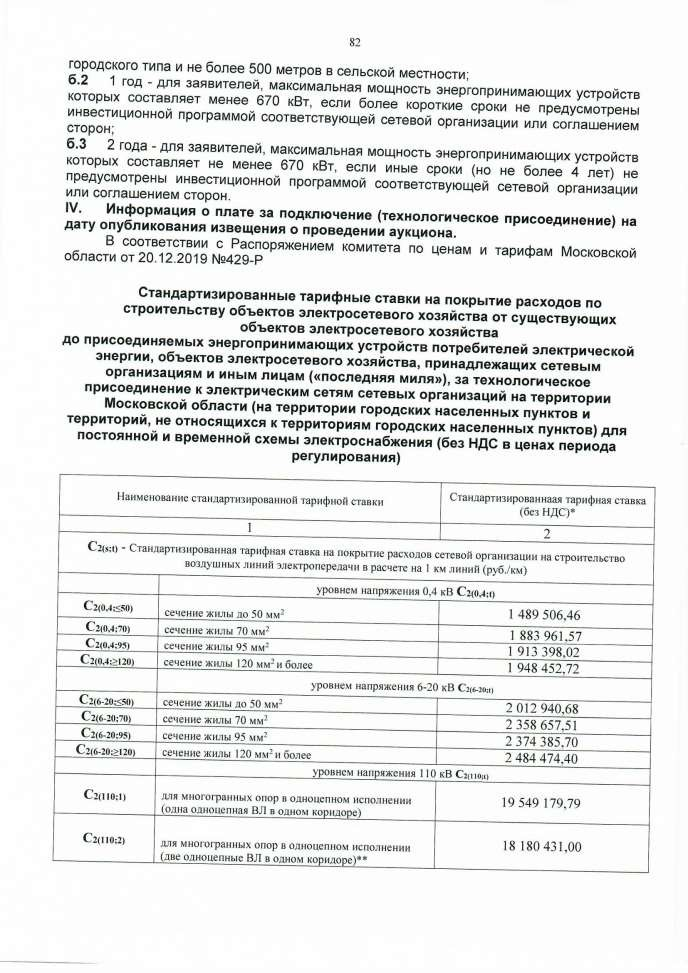 82
городского типа и не более 500 метров в сельской местности;
б.2 1 год - для заявителей, максимальная мощность энергопринимающих устройств
которых составляет менее 670 кВт, если более короткие сроки не предусмотрены
инвестиционной программой соответствующей сетевой организации или соглашением
сторон;
б.3 2 года - для заявителей, максимальная мощность энергопринимающих устройств
которых составляет не менее 670 кВт, если иные сроки (но не более 4 лет) не
предусмотрены инвестиционной программой соответствующей сетевой организации
или соглашением сторон.
IV. Информация о плате за подключение (технологическое присоединение) на
дату опубликования извещения о проведении аукциона.
В соответствии с Распоряжением комитета по ценам и тарифам Московской
области от 20.12.2019 №429-Р
Стандартизированные тарифные ставки на покрытие расходов по
строительству объектов электросетевого хозяйства от существующих
объектов электросетевого хозяйства
до присоединяемых энергопринимающих устройств потребителей электрической
энергии, объектов электросетевого хозяйства, принадлежащих сетевым
организациям и иным лицам («последняя миля»), за технологическое
присоединение к электрическим сетям сетевых организаций на территории
Московской области (на территории городских населенных пунктов и
территорий, не относящихся к территориям городских населенных пунктов) для
постоянной и временной схемы электроснабжения (без НДС в ценах периода
регулирования)
Наименование стандартизированной тарифной ставки
Стандартизированнаая тарифная ставка
(без НДС)*
1
2
C2(s;t) - Стандартизированная тарифная ставка на покрытие расходов сетевой организации на строительство
воздушных линий электропередачи в расчете на 1 км линий (руб./км)
уровнем напряжения 0,4 кВ C2(0,4;t)
C2(0,4;≤50) сечение жилы до 50 мм² 1 489 506,46
C2(0,4;70) сечение жилы 70 мм² 1 883 961,57
C2(0,4;95) сечение жилы 95 мм² 1 913 398,02
C2(0,4;≥120) сечение жилы 120 мм² и более 1 948 452,72
уровнем напряжения 6-20 кВ C2(6-20;t)
C2(6-20;≤50) сечение жилы до 50 мм² 2 012 940,68
C2(6-20;70) сечение жилы 70 мм² 2 358 657,51
C2(6-20;95) сечение жилы 95 мм² 2 374 385,70
C2(6-20;≥120) сечение жилы 120 мм² и более 2 484 474,40
уровнем напряжения 110 кВ C2(110;t)
C2(110;1) для многогранных опор в одноцепном исполнении 19 549 179,79
(одна одноцепная ВЛ в одном коридоре)
C2(110;2) для многогранных опор в одноцепном исполнении 18 180 431,00
(две одноцепные ВЛ в одном коридоре)**